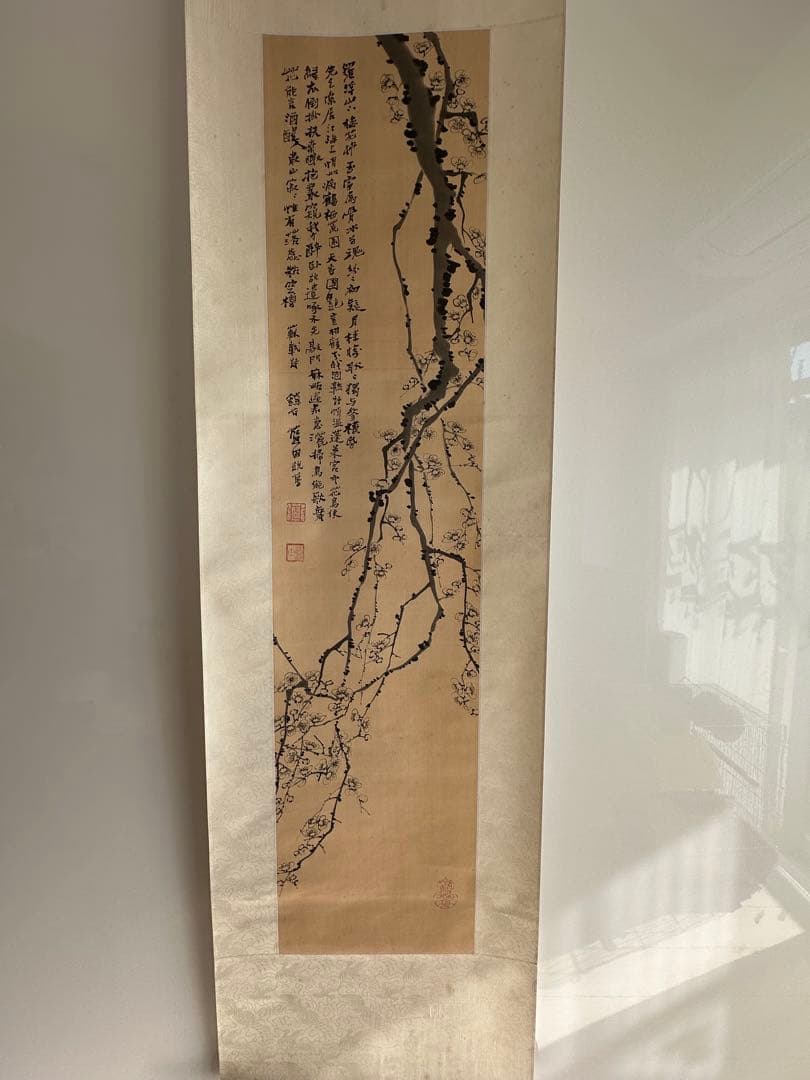 羅浮山下梅花村玉雪為骨冰為魂紛〻初疑月挂樹耿〻獨与參橫昏
先生索居江海上悄如病鶴栖荒園天香國艷肯相顧知我酒熟詩清溫蓬萊宮中花鳥使
綠衣倒掛扶桑暾抱叢窺我方醉臥故遣啄木先敲門麻姑過君急灑掃鳥能歌舞
花能言酒醒人散山寂〻惟有落蕊黏空樽 蘇軾詩